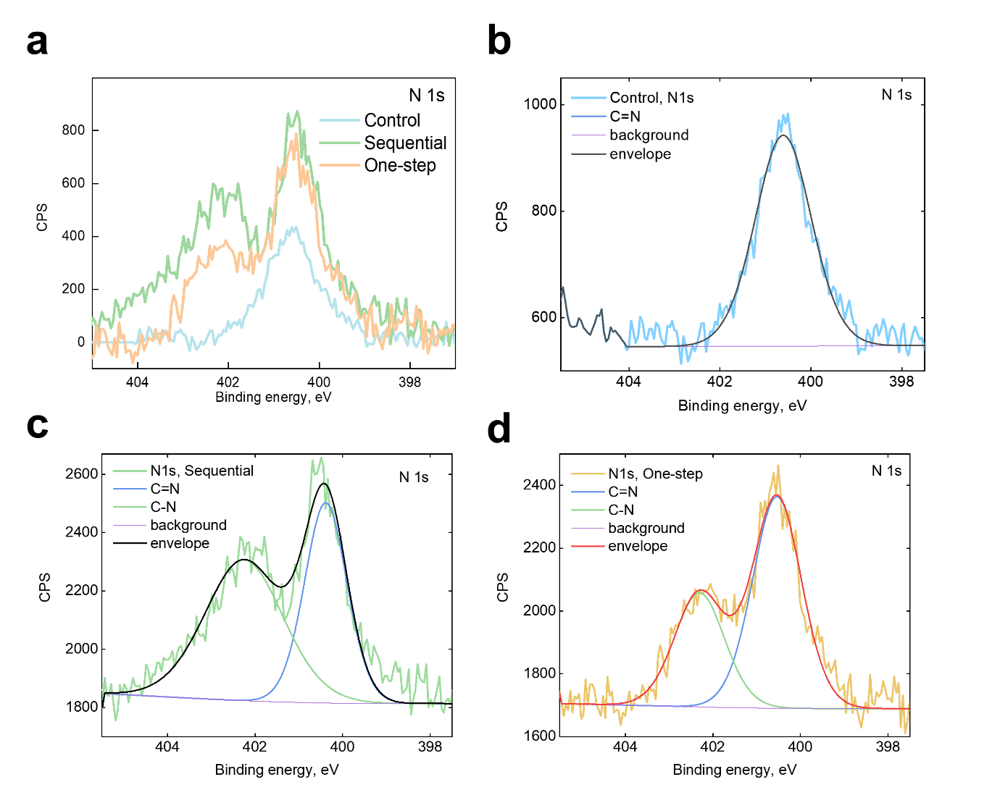 a
N 1s
Control
Sequential
One-step
800
600
400
200
0
CPS
404
402
400
398
Binding energy, eV
b
N 1s
Control, N1s
C=N
background
envelope
1000
800
600
CPS
404
402
400
398
Binding energy, eV
c
N 1s
N1s, Sequential
C=N
C-N
background
envelope
2600
2400
2200
2000
1800
CPS
404
402
400
398
Binding energy, eV
d
N 1s
N1s, One-step
C=N
C-N
background
envelope
2400
2200
2000
1800
1600
CPS
404
402
400
398
Binding energy, eV